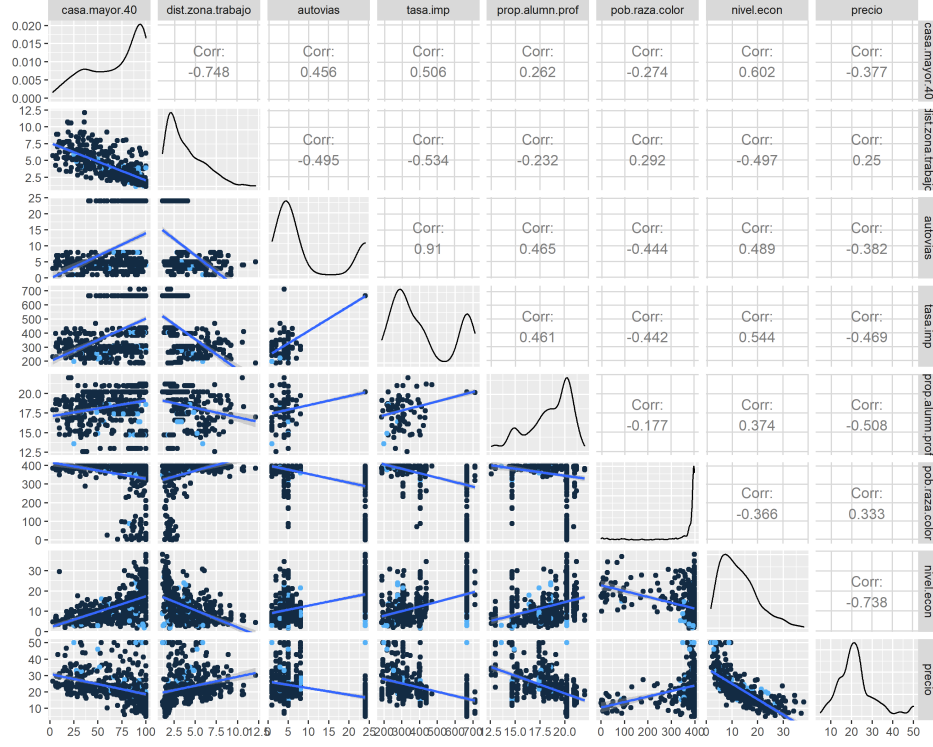 casa.mayor.40 dist.zona.trabajo autovias tasa.imp prop.alumn.prof pob.raza.color nivel.econ precio
0.020
0.015
0.010
0.005
0.000
Corr: Corr: Corr: Corr: Corr: Corr: Corr:
-0.748 0.456 0.506 0.262 -0.274 0.602 -0.377
casa.mayor.40
12.5
10.0
7.5
5.0
2.5
Corr: Corr: Corr: Corr: Corr: Corr:
-0.495 -0.534 -0.232 0.292 -0.497 0.25
dist.zona.trabajo
25
20
15
10
5
0
Corr: Corr: Corr: Corr: Corr:
0.91 0.465 -0.444 0.489 -0.382
autovias
700
600
500
400
300
200
Corr: Corr: Corr: Corr:
0.461 -0.442 0.544 -0.469
tasa.imp
20.0
17.5
15.0
12.5
Corr: Corr: Corr:
-0.177 0.374 -0.508
prop.alumn.prof
400
300
200
100
0
Corr: Corr:
-0.366 0.333
pob.raza.color
30
20
10
0
Corr:
-0.738
nivel.econ
50
40
30
20
10
precio
0 25 50 75 100 2.5 5.0 7.5 10.0 12.5 0 5 10 15 20 25 200 300 400 500 600 700 12.5 15.0 17.5 20.0 0 100 200 300 400 0 10 20 30 10 20 30 40 50